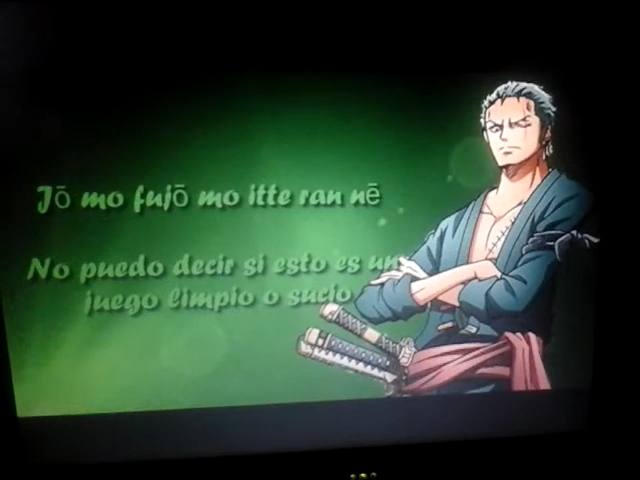 Jō mo fujō mo itte ran nē
No puedo decir si esto es un
juego limpio o sucio